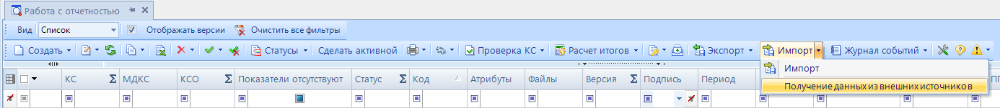 Работа с отчетностью
Вид Список Отображать версии Очистить все фильтры
Создать Статусы Сделать активной Проверка КС Расчет итогов Экспорт Импорт Журнал событий
Импорт
КС Σ МДКС КСО Σ Показатели отсутствуют Статус Σ Код Атрибуты Файлы Версия Σ Подпись Период
Получение данных из внешних источников